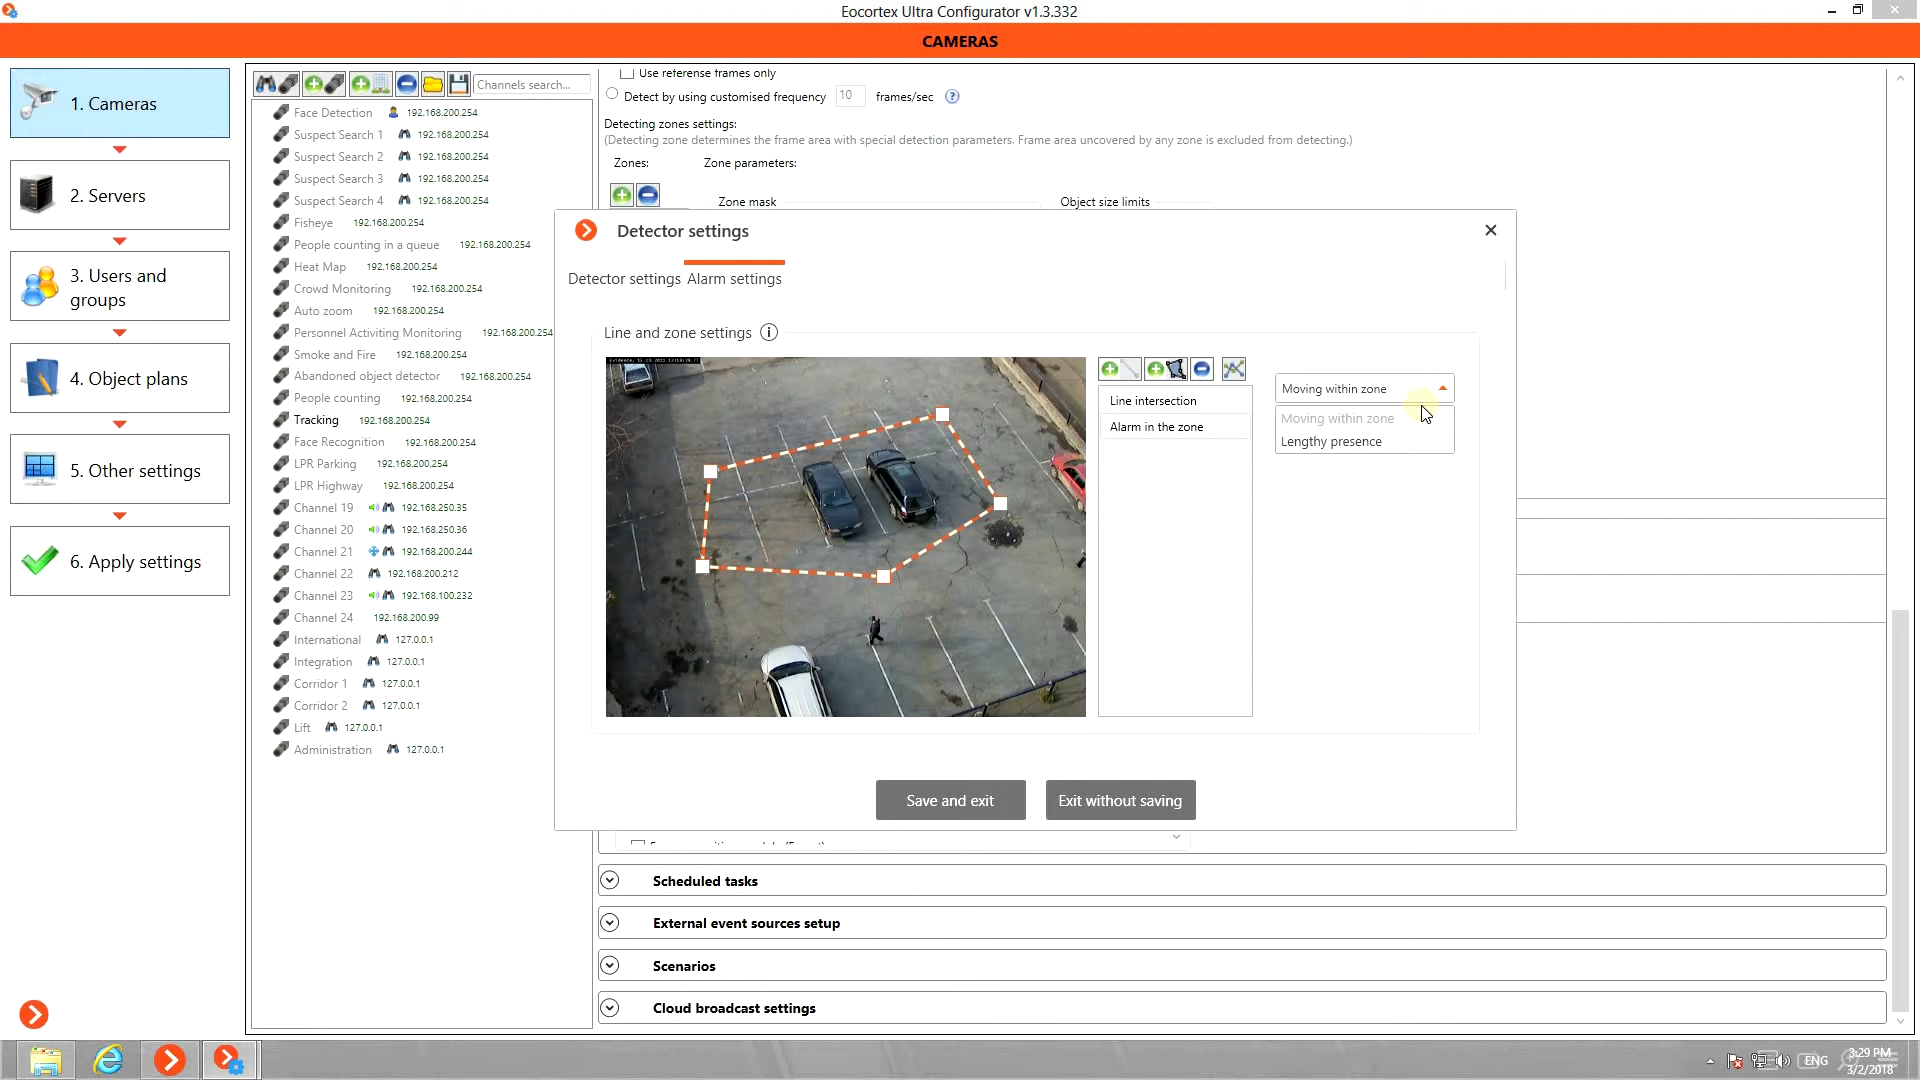 Eocortex Ultra Configurator v1.3.332
CAMERAS
1. Cameras
2. Servers
3. Users and
groups
4. Object plans
5. Other settings
6. Apply settings
Channels search...
Face Detection 192.168.200.254
Suspect Search 1 192.168.200.254
Suspect Search 2 192.168.200.254
Suspect Search 3 192.168.200.254
Suspect Search 4 192.168.200.254
Fisheye 192.168.200.254
People counting in a queue 192.168.200.254
Heat Map 192.168.200.254
Crowd Monitoring 192.168.200.254
Auto zoom 192.168.200.254
Personnel Activiting Monitoring 192.168.200.254
Smoke and Fire 192.168.200.254
Abandoned object detector 192.168.200.254
People counting 192.168.200.254
Tracking 192.168.200.254
Face Recognition 192.168.200.254
LPR Parking 192.168.200.254
LPR Highway 192.168.200.254
Channel 19 192.168.250.35
Channel 20 192.168.250.36
Channel 21 192.168.200.244
Channel 22 192.168.200.212
Channel 23 192.168.100.232
Channel 24 192.168.200.99
International 127.0.0.1
Integration 127.0.0.1
Corridor 1 127.0.0.1
Corridor 2 127.0.0.1
Lift 127.0.0.1
Administration 127.0.0.1
Use referense frames only
Detect by using customised frequency 10 frames/sec
Detecting zones settings:
(Detecting zone determines the frame area with special detection parameters. Frame area uncovered by any zone is excluded from detecting.)
Zones: Zone parameters:
Zone mask Object size limits
Detector settings
Detector settings Alarm settings
Line and zone settings
Line intersection
Alarm in the zone
Moving within zone
Moving within zone
Lengthy presence
Save and exit Exit without saving
Scheduled tasks
External event sources setup
Scenarios
Cloud broadcast settings
ENG
3:29 PM
3/2/2018